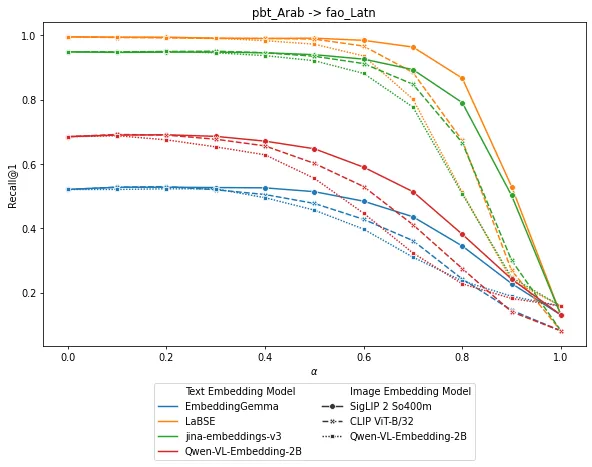 pbt_Arab -> fao_Latn
Recall@1
1.0
0.8
0.6
0.4
0.2
0.0 0.2 0.4 0.6 0.8 1.0
α
Text Embedding Model Image Embedding Model
EmbeddingGemma SigLIP 2 So400m
LaBSE CLIP ViT-B/32
jina-embeddings-v3 Qwen-VL-Embedding-2B
Qwen-VL-Embedding-2B